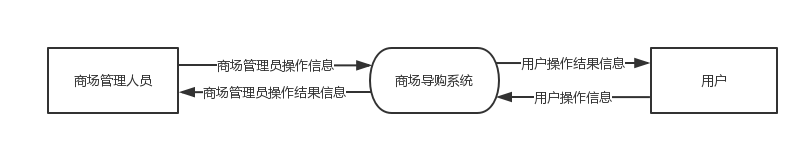 商场管理人员
商场管理员操作信息
商场管理员操作结果信息
商场导购系统
用户操作结果信息
用户操作信息
用户